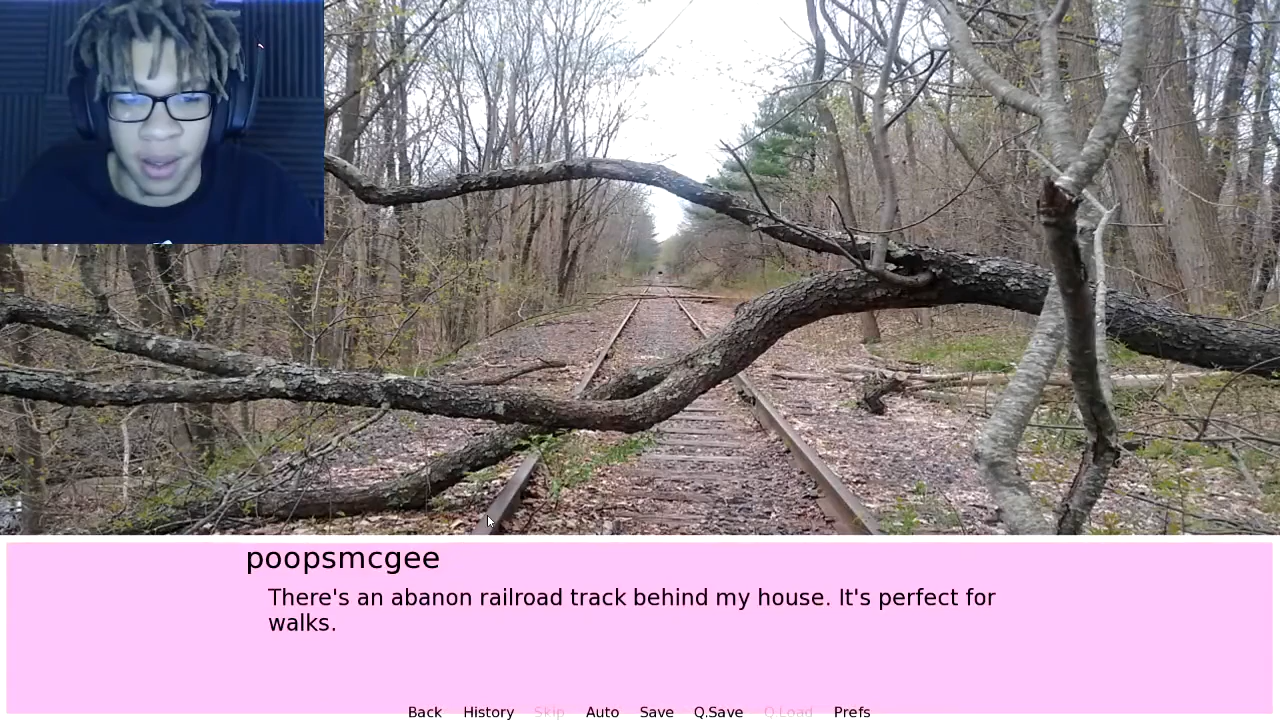 poopsmcgee
There's an abanon railroad track behind my house. It's perfect for
walks.
Back History Skip Auto Save Q.Save Q.Load Prefs